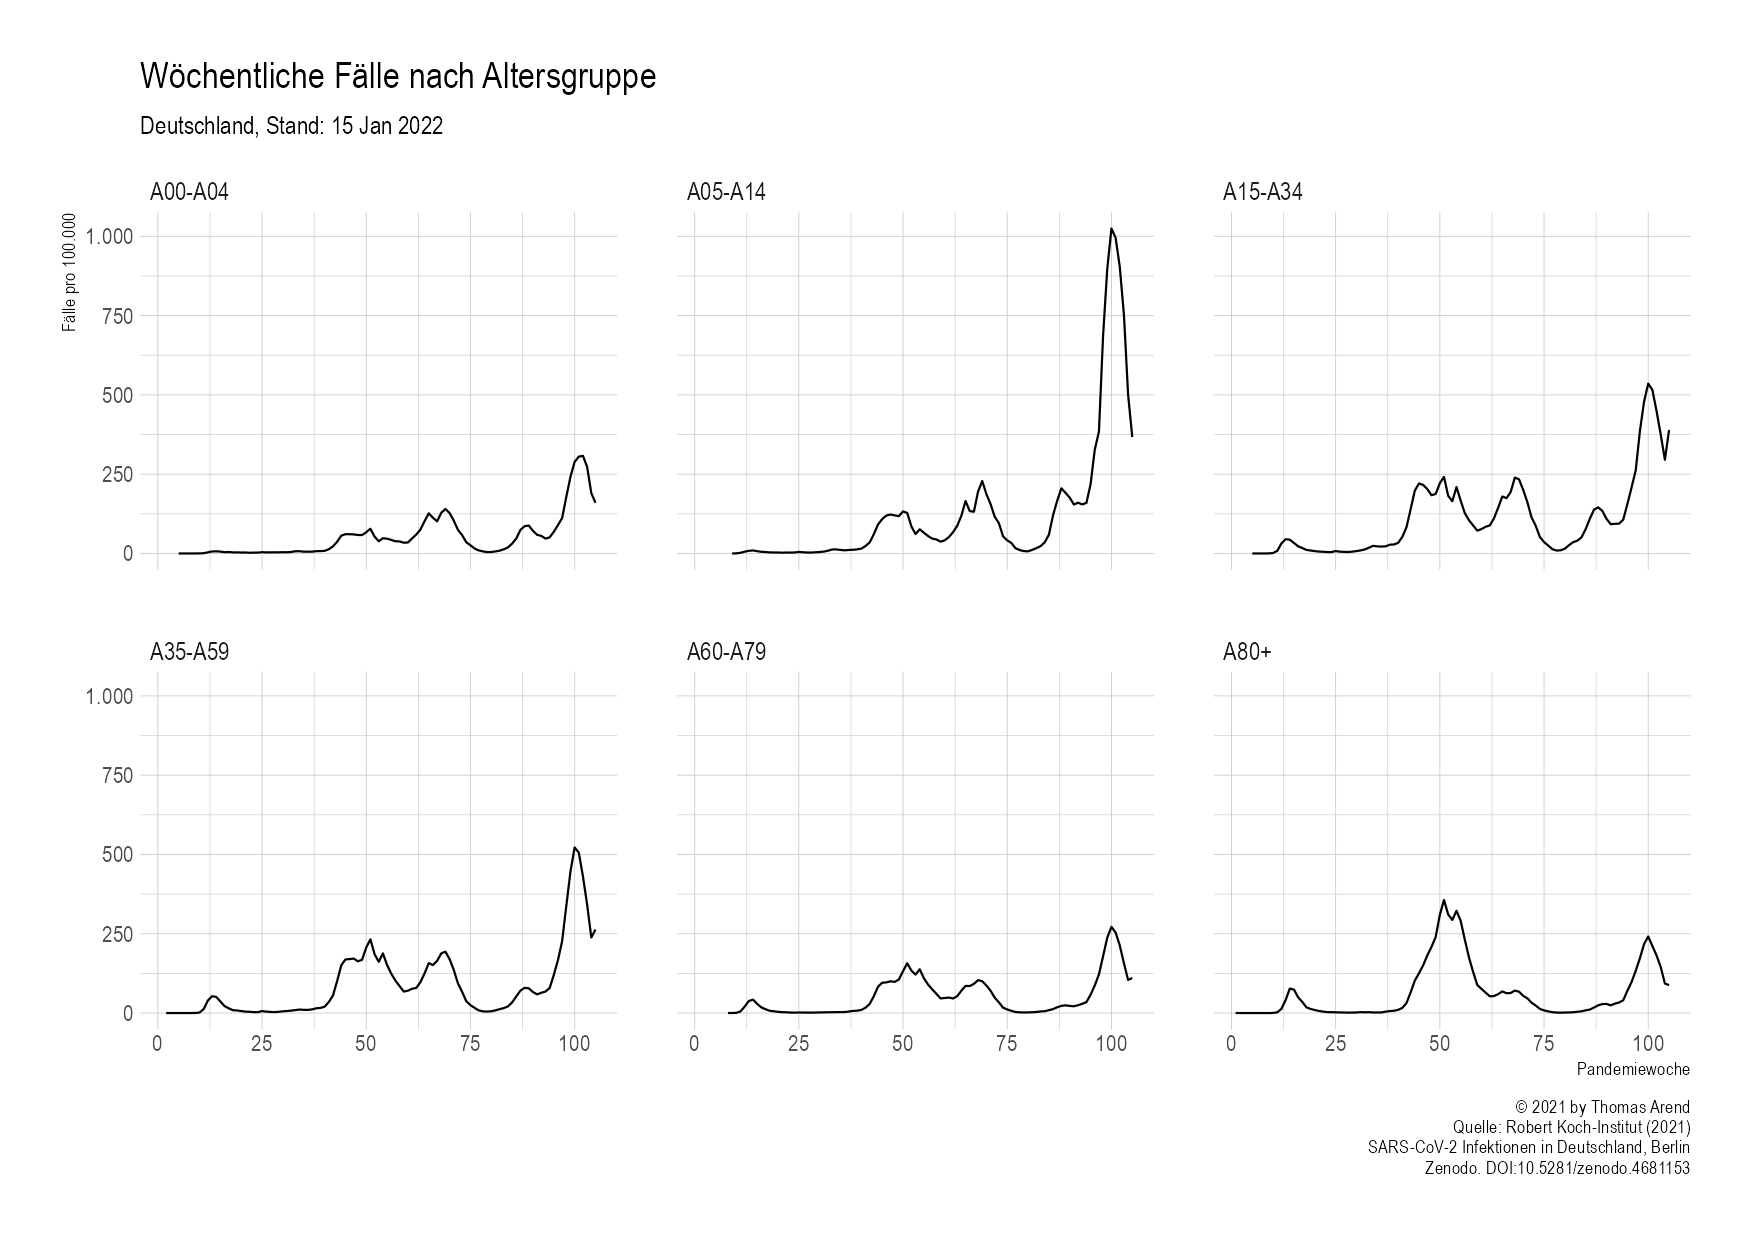 Wöchentliche Fälle nach Altersgruppe
Deutschland, Stand: 15 Jan 2022
A00-A04
A05-A14
A15-A34
Fälle pro 100.000
1.000
750
500
250
0
A35-A59
A60-A79
A80+
1.000
750
500
250
0
0 25 50 75 100
0 25 50 75 100
0 25 50 75 100
Pandemiewoche
© 2021 by Thomas Arend
Quelle: Robert Koch-Institut (2021)
SARS-CoV-2 Infektionen in Deutschland, Berlin
Zenodo. DOI:10.5281/zenodo.4681153